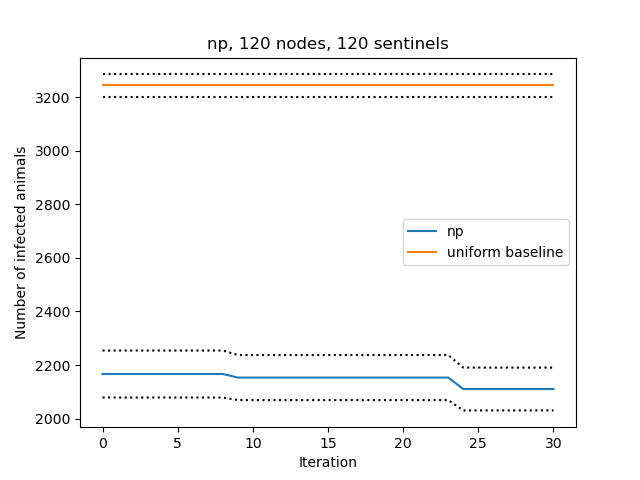 np, 120 nodes, 120 sentinels
3200
3000
2800
2600
2400
2200
2000
Number of infected animals
np
uniform baseline
0 5 10 15 20 25 30
Iteration